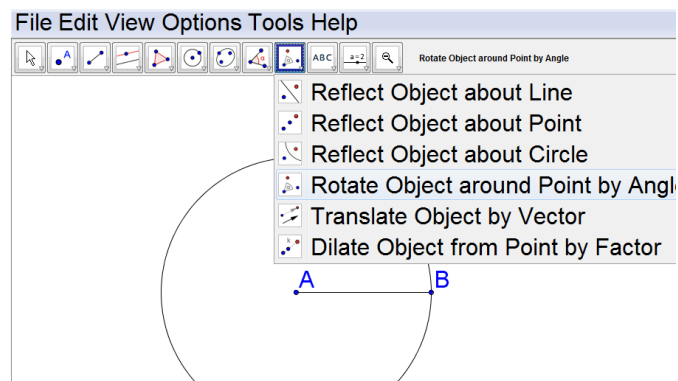 File Edit View Options Tools Help
A α ABC a=2 Rotate Object around Point by Angle
Reflect Object about Line
Reflect Object about Point
Reflect Object about Circle
Rotate Object around Point by Angl
Translate Object by Vector
Dilate Object from Point by Factor
A B